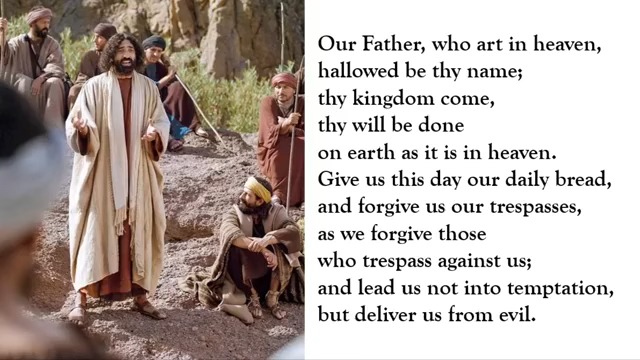 Our Father, who art in heaven,
hallowed be thy name;
thy kingdom come,
thy will be done
on earth as it is in heaven.
Give us this day our daily bread,
and forgive us our trespasses,
as we forgive those
who trespass against us;
and lead us not into temptation,
but deliver us from evil.